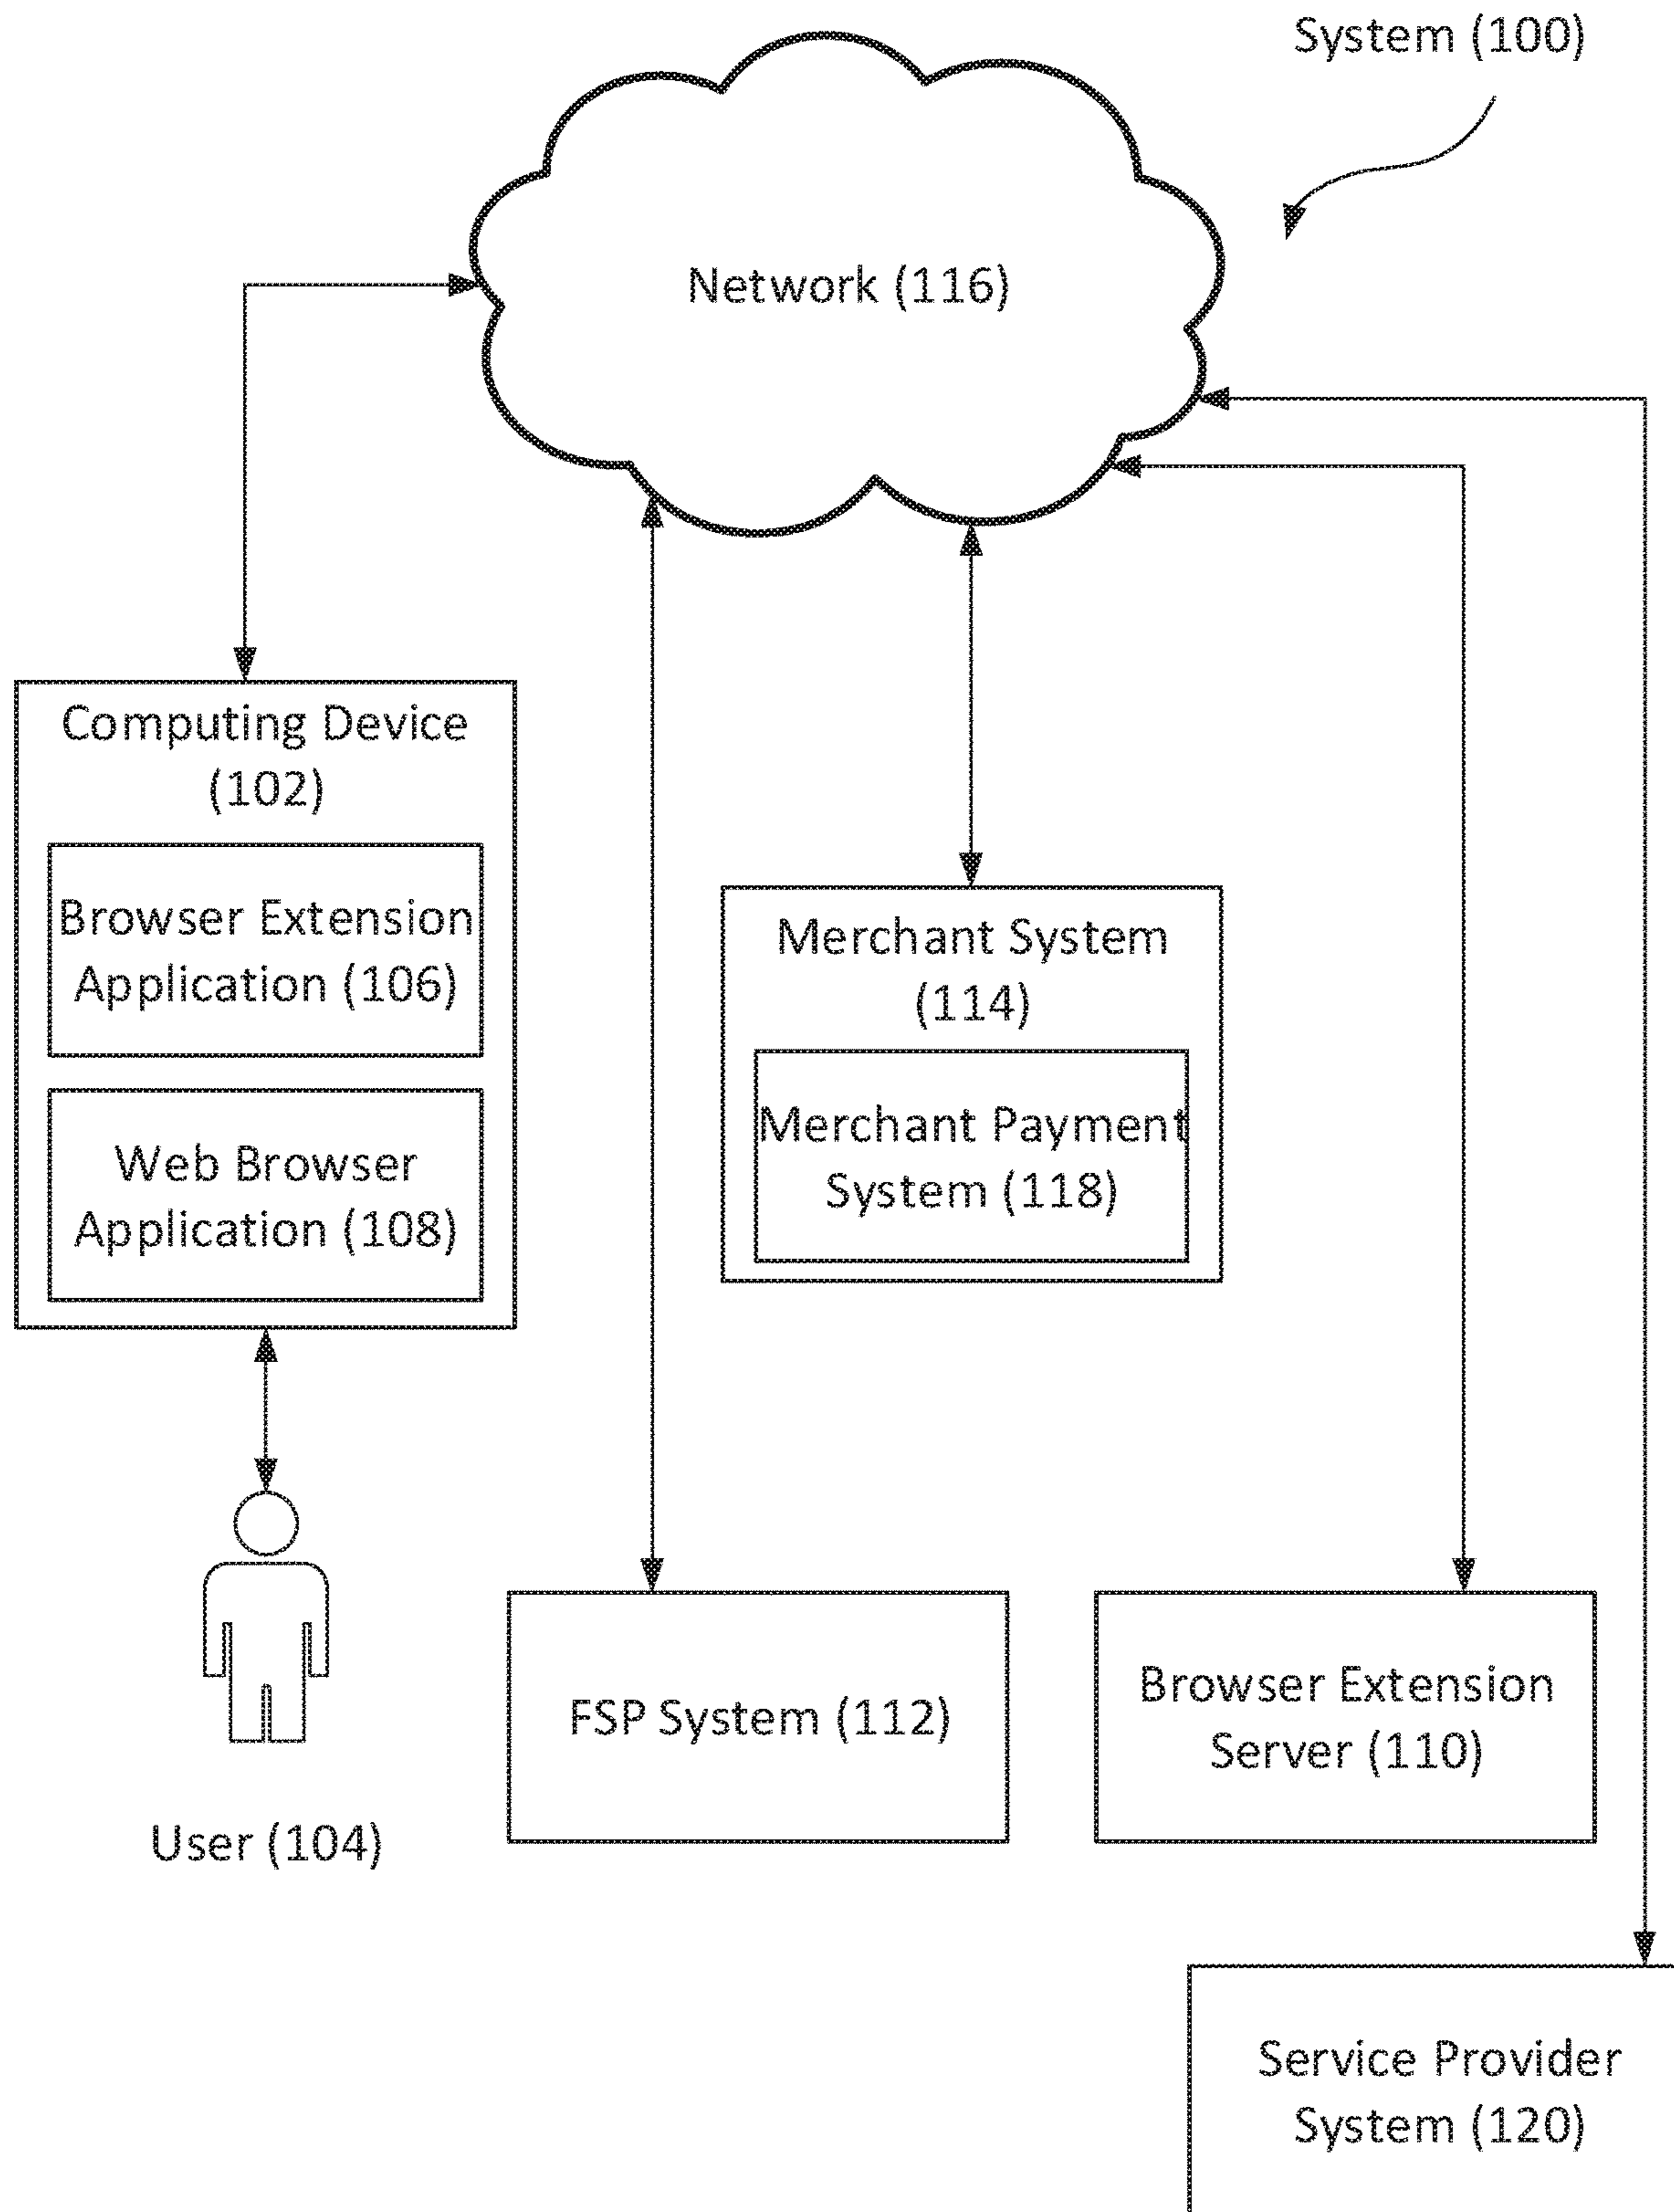 System (100)
Network (116)
Computing Device
(102)
Browser Extension
Application (106)
Web Browser
Application (108)
Merchant System
(114)
Merchant Payment
System (118)
User (104)
FSP System (112)
Browser Extension
Server (110)
Service Provider
System (120)